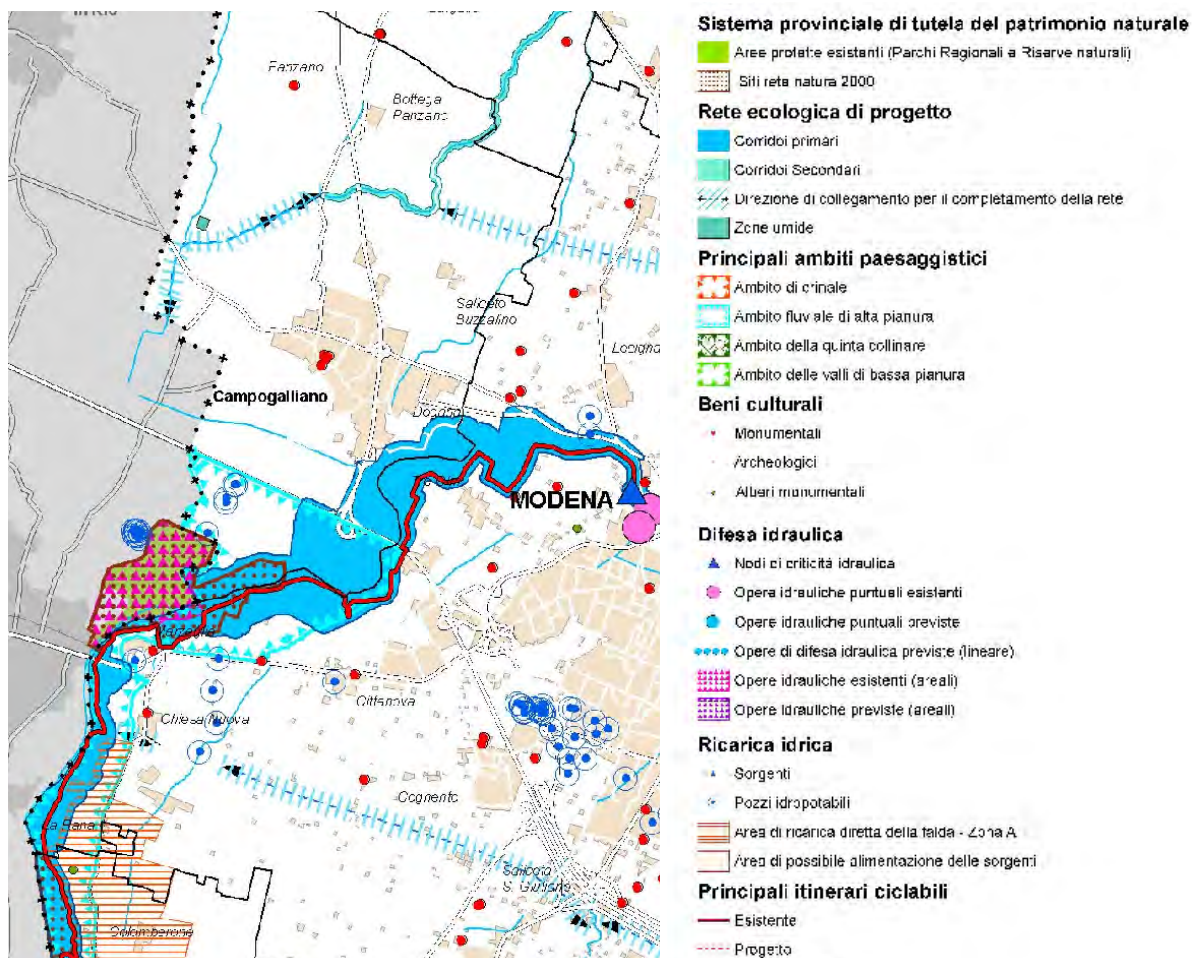 Panzano
Bottega
Panzano
Saliceto
Buzzalino
Campogalliano
MODENA
Marzaglia
Cittanova
Chiesa Nuova
Cognento
La Rana
Saliceto
S. Giuliano
Colombarone
Sistema provinciale di tutela del patrimonio naturale
Aree protette esistenti (Parchi Regionali e Riserve naturali)
Siti rete natura 2000
Rete ecologica di progetto
Corridoi primari
Corridoi Secondari
Direzione di collegamento per il completamento della rete
Zone umide
Principali ambiti paesaggistici
Ambito di crinale
Ambito fluviale di alta pianura
Ambito della quinta collinare
Ambito delle valli di bassa pianura
Beni culturali
Monumentali
Archeologici
Alberi monumentali
Difesa idraulica
Nodi di criticità idraulica
Opere idrauliche puntuali esistenti
Opere idrauliche puntuali previste
Opere di difesa idraulica previste (lineare)
Opere idrauliche esistenti (areali)
Opere idrauliche previste (areali)
Ricarica idrica
Sorgenti
Pozzi idropotabili
Area di ricarica diretta della falda - Zona A
Area di possibile alimentazione delle sorgenti
Principali itinerari ciclabili
Esistente
Progetto